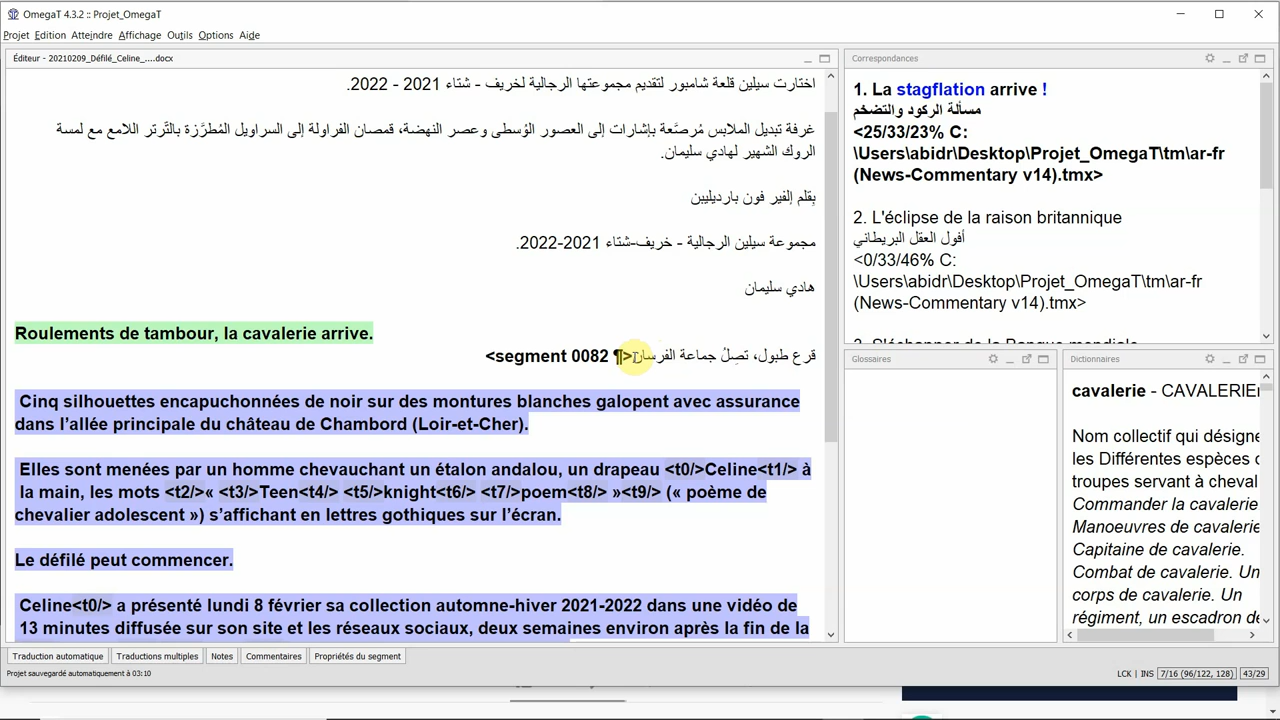 OmegaT 4.3.2 :: Projet_OmegaT
Projet Edition Atteindre Affichage Outils Options Aide
Éditeur - 20210209_Défilé_Celine_....docx
اختارت سيلين قلعة شامبور لتقديم مجموعتها الرجالية لخريف - شتاء 2021 - 2022.
غرفة تبديل الملابس مُرصَّعة بإشارات إلى العصور الوُسطى وعصر النهضة، قمصان الفراولة إلى السراويل المُطرَّزة بالتّرتر اللامع مع لمسة
الروك الشهير لهادي سليمان.
بِقلم إلفير فون بارديليبن
مجموعة سيلين الرجالية - خريف-شتاء 2021-2022.
هادي سليمان
Roulements de tambour, la cavalerie arrive.
قرع طبول، تصِلُ جماعة الفرسان<segment 0082 ¶>
Cinq silhouettes encapuchonnées de noir sur des montures blanches galopent avec assurance
dans l’allée principale du château de Chambord (Loir-et-Cher).
Elles sont menées par un homme chevauchant un étalon andalou, un drapeau <t0/>Celine<t1/> à
la main, les mots <t2/>« <t3/>Teen<t4/> <t5/>knight<t6/> <t7/>poem<t8/> »<t9/> (« poème de
chevalier adolescent ») s’affichant en lettres gothiques sur l’écran.
Le défilé peut commencer.
Celine<t0/> a présenté lundi 8 février sa collection automne-hiver 2021-2022 dans une vidéo de
13 minutes diffusée sur son site et les réseaux sociaux, deux semaines environ après la fin de la
Correspondances
1. La stagflation arrive !
مسألة الركود والتضخم
<25/33/23% C:
\Users\abidr\Desktop\Projet_OmegaT\tm\ar-fr
(News-Commentary v14).tmx>
2. L'éclipse de la raison britannique
أفول العقل البريطاني
<0/33/46% C:
\Users\abidr\Desktop\Projet_OmegaT\tm\ar-fr
(News-Commentary v14).tmx>
Glossaires
Dictionnaires
cavalerie - CAVALERIE
Nom collectif qui désigne
les Différentes espèces
troupes servant à cheval
Commander la cavalerie
Manoeuvres de cavalerie
Capitaine de cavalerie.
Combat de cavalerie. Un
corps de cavalerie. Un
régiment, un escadron
Traduction automatique Traductions multiples Notes Commentaires Propriétés du segment
Projet sauvegardé automatiquement à 03:10
LCK | INS 7/16 (96/122, 128) 43/29